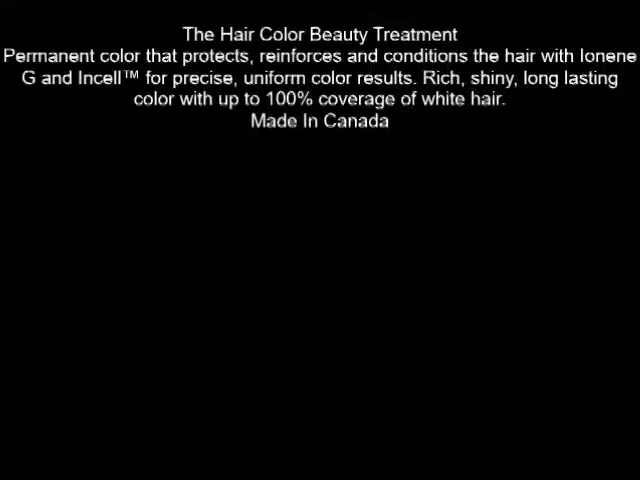 The Hair Color Beauty Treatment
Permanent color that protects, reinforces and conditions the hair with Ionene
G and Incell™ for precise, uniform color results. Rich, shiny, long lasting
color with up to 100% coverage of white hair.
Made In Canada